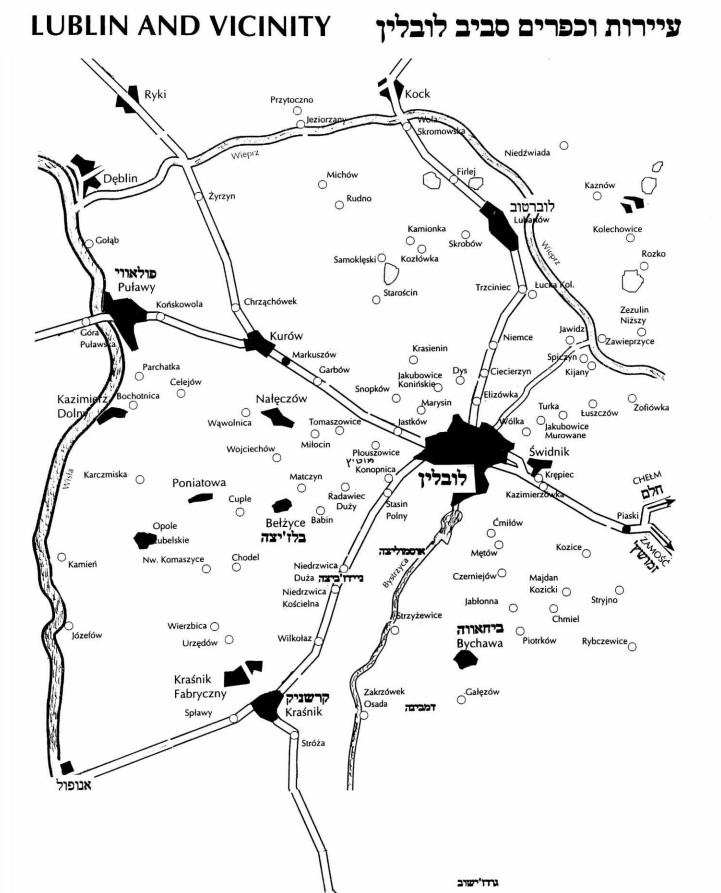 LUBLIN AND VICINITY
עיירות וכפרים סביב לובלין
Ryki
Kock
Przytoczno
Jeziorzany
Wola
Skromowska
Wieprz
Niedźwiada
Dęblin
Michów
Firlej
Kaznów
Żyrzyn
Rudno
לוברטוב
Lubartów
Kolechowice
Gołąb
Kamionka
Skrobów
Wieprz
Samoklęski
Kozłówka
Rozko
פולאווי
Puławy
Starościn
Trzciniec
Łucka Kol.
Końskowola
Chrząchówek
Zezulin
Niższy
Góra
Puławska
Kurów
Jawidz
Niemce
Zawieprzyce
Markuszów
Krasienin
Spiczyn
Kijany
Parchatka
Garbów
Jakubowice
Konińskie
Dys
Ciecierzyn
Celejów
Snopków
Kazimierz
Dolny
Bochotnica
Nałęczów
Marysin
Elizówka
Turka
Łuszczów
Zofiówka
Wąwolnica
Tomaszowice
Jastków
Wólka
Jakubowice
Murowane
Miłocin
Wojciechów
Płouszowice
Konopnica
Świdnik
לובלין
Karczmiska
Wisła
Poniatowa
Matczyn
Krępiec
CHEŁM
חלם
Radawiec
Duży
Kazimierzówka
Cuple
Bełżyce
בלז'יצה
Babin
Stasin
Polny
Piaski
ZAMOŚĆ
זמושץ
Opole
Lubelskie
Ćmiłów
Kamień
Nw. Komaszyce
Chodel
Niedrzwica
Duża
Mętów
Kozice
Bystrzyca
Niedrzwica
Kościelna
Czerniejów
Majdan
Kozicki
Stryjno
Jabłonna
Józefów
Wierzbica
Strzyżewice
Chmiel
Urzędów
Wilkołaz
ביחאווה
Bychawa
Piotrków
Rybczewice
Kraśnik
Fabryczny
קרשניק
Kraśnik
Zakrzówek
Osada
Gałęzów
Spławy
Stróża
אנופול